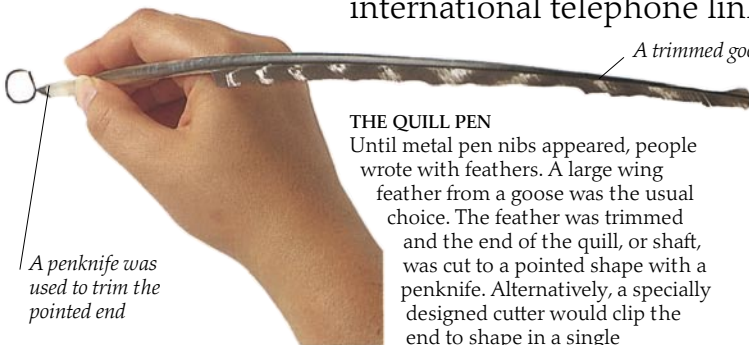 international telephone
A trimmed
THE QUILL PEN
Until metal pen nibs appeared, people
wrote with feathers. A large wing
feather from a goose was the usual
choice. The feather was trimmed
and the end of the quill, or shaft,
was cut to a pointed shape with a
penknife. Alternatively, a specially
designed cutter would clip the
end to shape in a single
A penknife was
used to trim the
pointed end